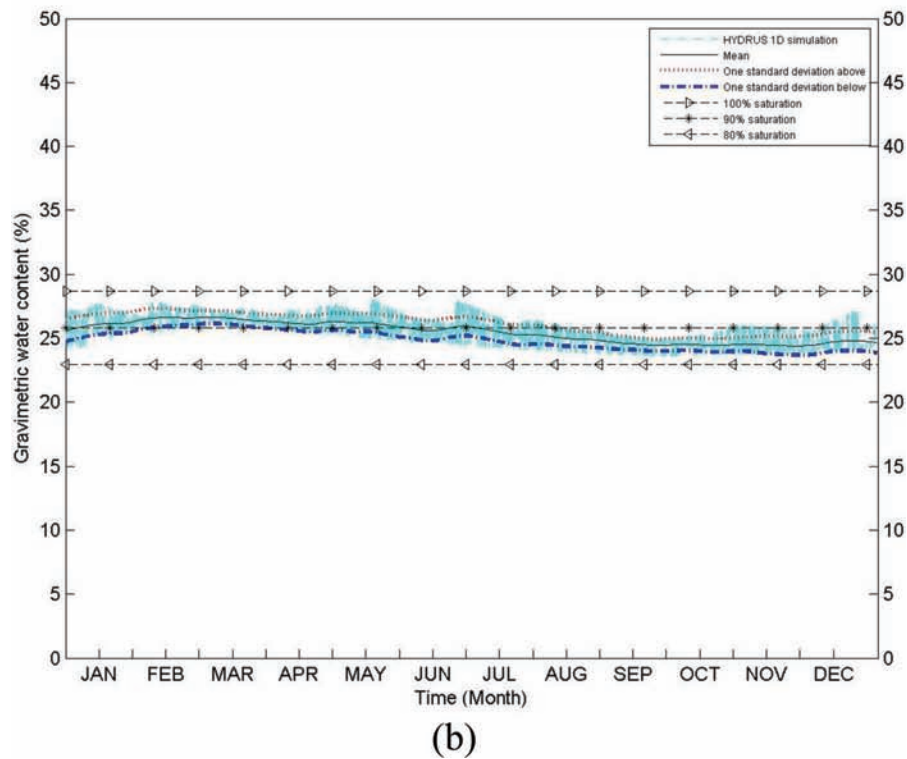 50
45
40
35
30
25
20
15
10
5
0
50
45
40
35
30
25
20
15
10
5
0
HYDRUS 1D simulation
Mean
One standard deviation above
One standard deviation below
100% saturation
90% saturation
80% saturation
Gravimetric water content (%)
JAN FEB MAR APR MAY JUN JUL AUG SEP OCT NOV DEC
Time (Month)
(b)